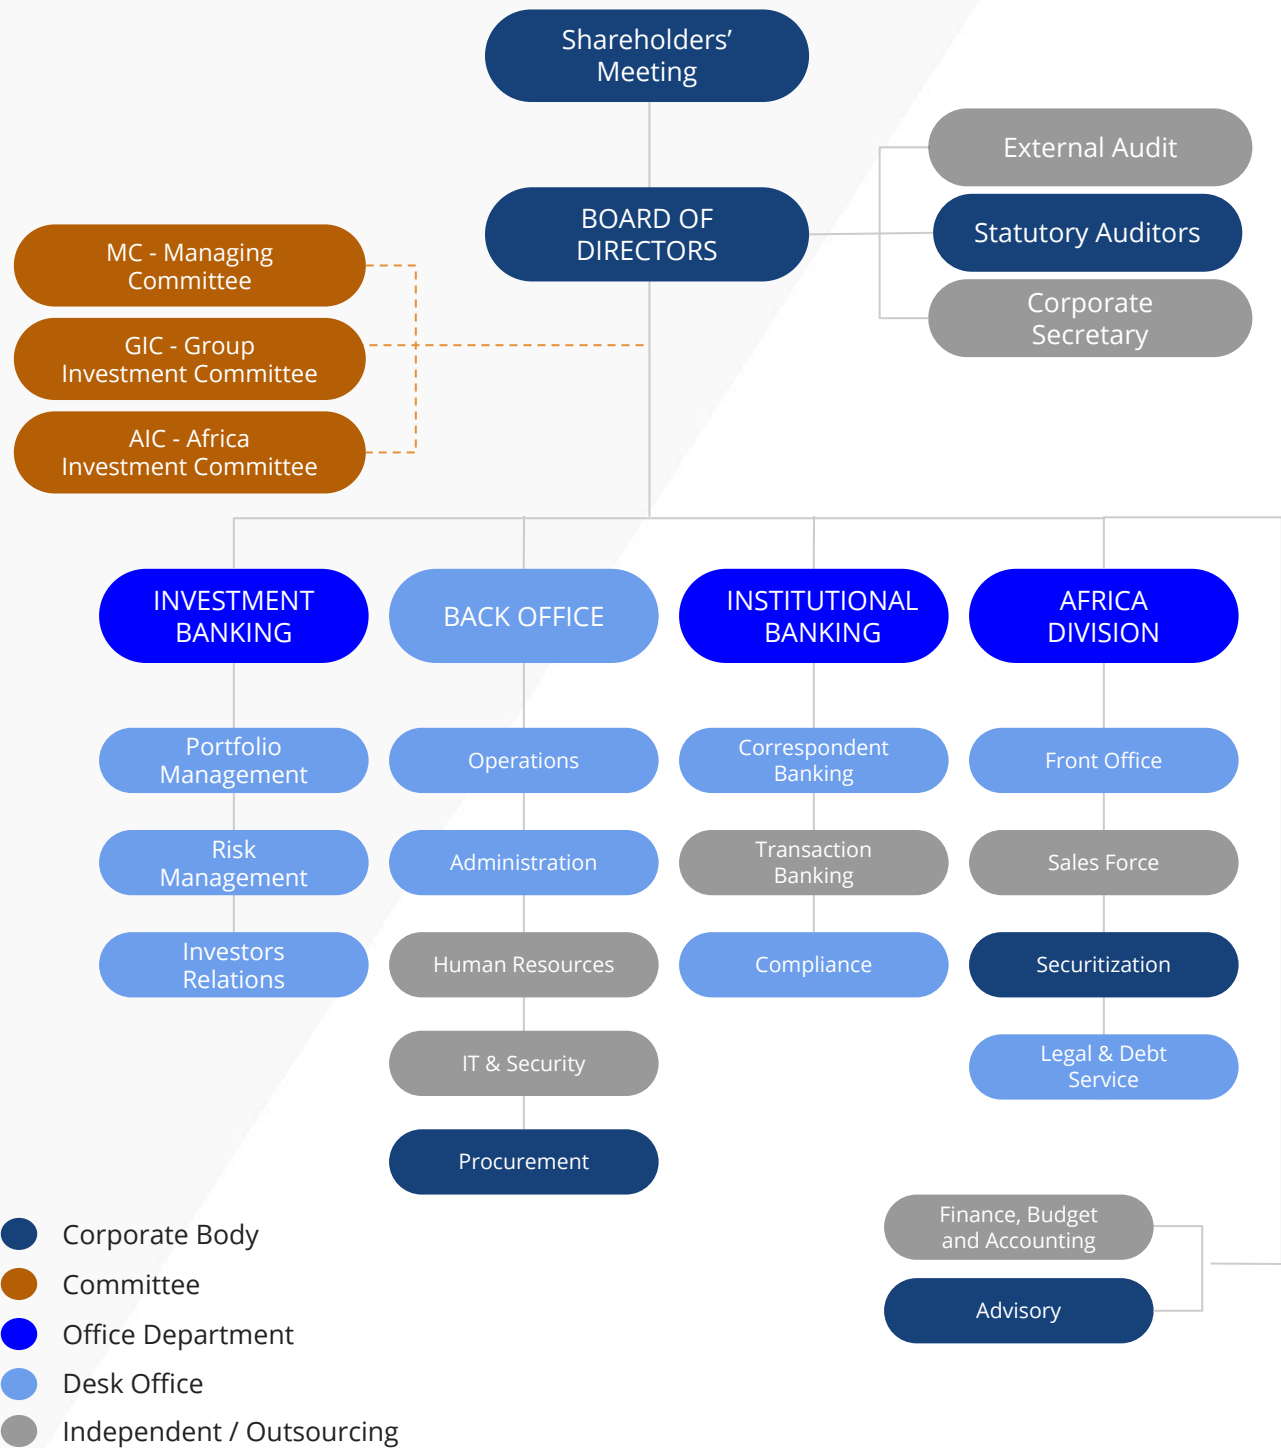 Shareholders’
Meeting
External Audit
BOARD OF
DIRECTORS
Statutory Auditors
MC - Managing
Committee
Corporate
Secretary
GIC - Group
Investment Committee
AIC - Africa
Investment Committee
INVESTMENT
BANKING
BACK OFFICE
INSTITUTIONAL
BANKING
AFRICA
DIVISION
Portfolio
Management
Operations
Correspondent
Banking
Front Office
Risk
Management
Administration
Transaction
Banking
Sales Force
Investors
Relations
Human Resources
Compliance
Securitization
IT & Security
Legal & Debt
Service
Procurement
Finance, Budget
and Accounting
Advisory
Corporate Body
Committee
Office Department
Desk Office
Independent / Outsourcing